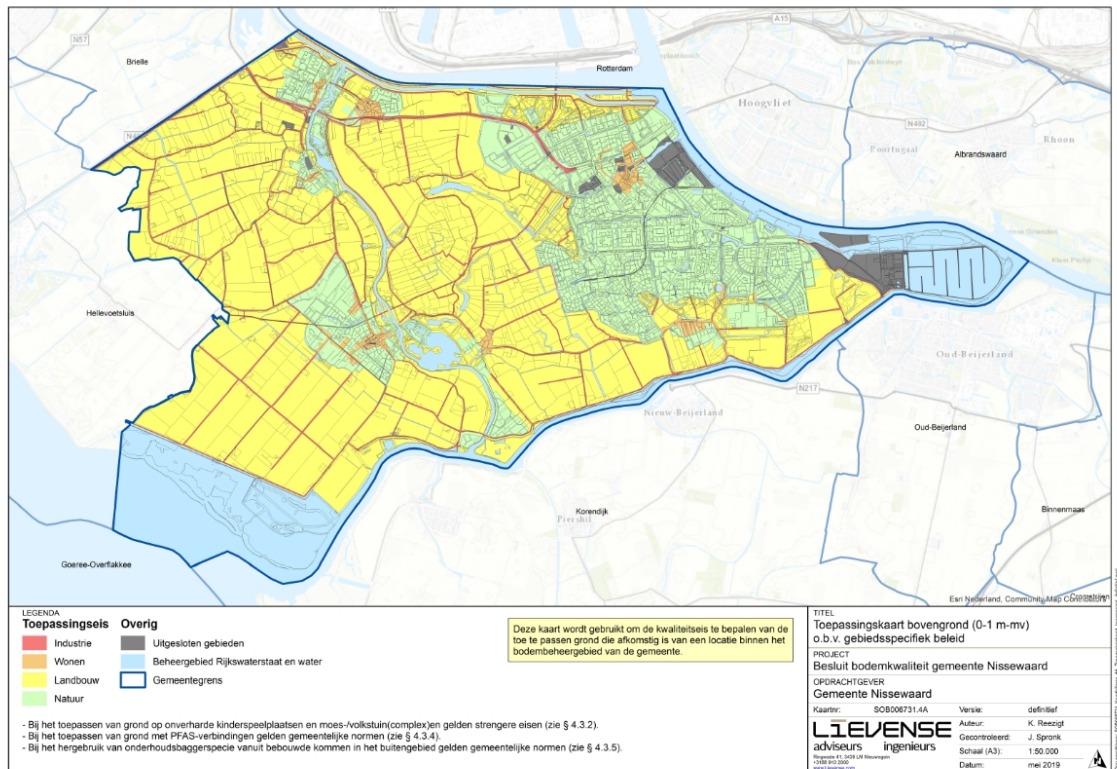 A15
N57
Brielle
Rotterdam
Hoogvliet
N492
Rhoon
Poortugaal
Albrandswaard
Hellevoetsluis
Oud-Beijerland
N217
Nieuw-Beijerland
Oud-Beijerland
Korendijk
Piershil
Binnenmaas
Goeree-Overflakkee
Esri Nederland, Community Map Contributors
LEGENDA
Toepassingseis
Industrie
Wonen
Landbouw
Natuur
Overig
Uitgesloten gebieden
Beheergebied Rijkswaterstaat en water
Gemeentegrens
Deze kaart wordt gebruikt om de kwaliteitseis te bepalen van de
toe te passen grond die afkomstig is van een locatie binnen het
bodembeheergebied van de gemeente.
- Bij het toepassen van grond op onverharde kinderspeelplaatsen en moes-/volkstuin(complex)en gelden strengere eisen (zie § 4.3.2).
- Bij het toepassen van grond met PFAS-verbindingen gelden gemeentelijke normen (zie § 4.3.4).
- Bij het hergebruik van onderhoudsbaggerspecie vanuit bebouwde kommen in het buitengebied gelden gemeentelijke normen (zie § 4.3.5).
TITEL
Toepassingskaart bovengrond (0-1 m-mv)
o.b.v. gebiedsspecifiek beleid
PROJECT
Besluit bodemkwaliteit gemeente Nissewaard
OPDRACHTGEVER
Gemeente Nissewaard
Kaartnr: SOB006731.4A
Versie: definitief
LIEVENSE
adviseurs ingenieurs
Auteur: K. Reezigt
Gecontroleerd: J. Spronk
Schaal (A3): 1:50.000
Datum: mei 2019